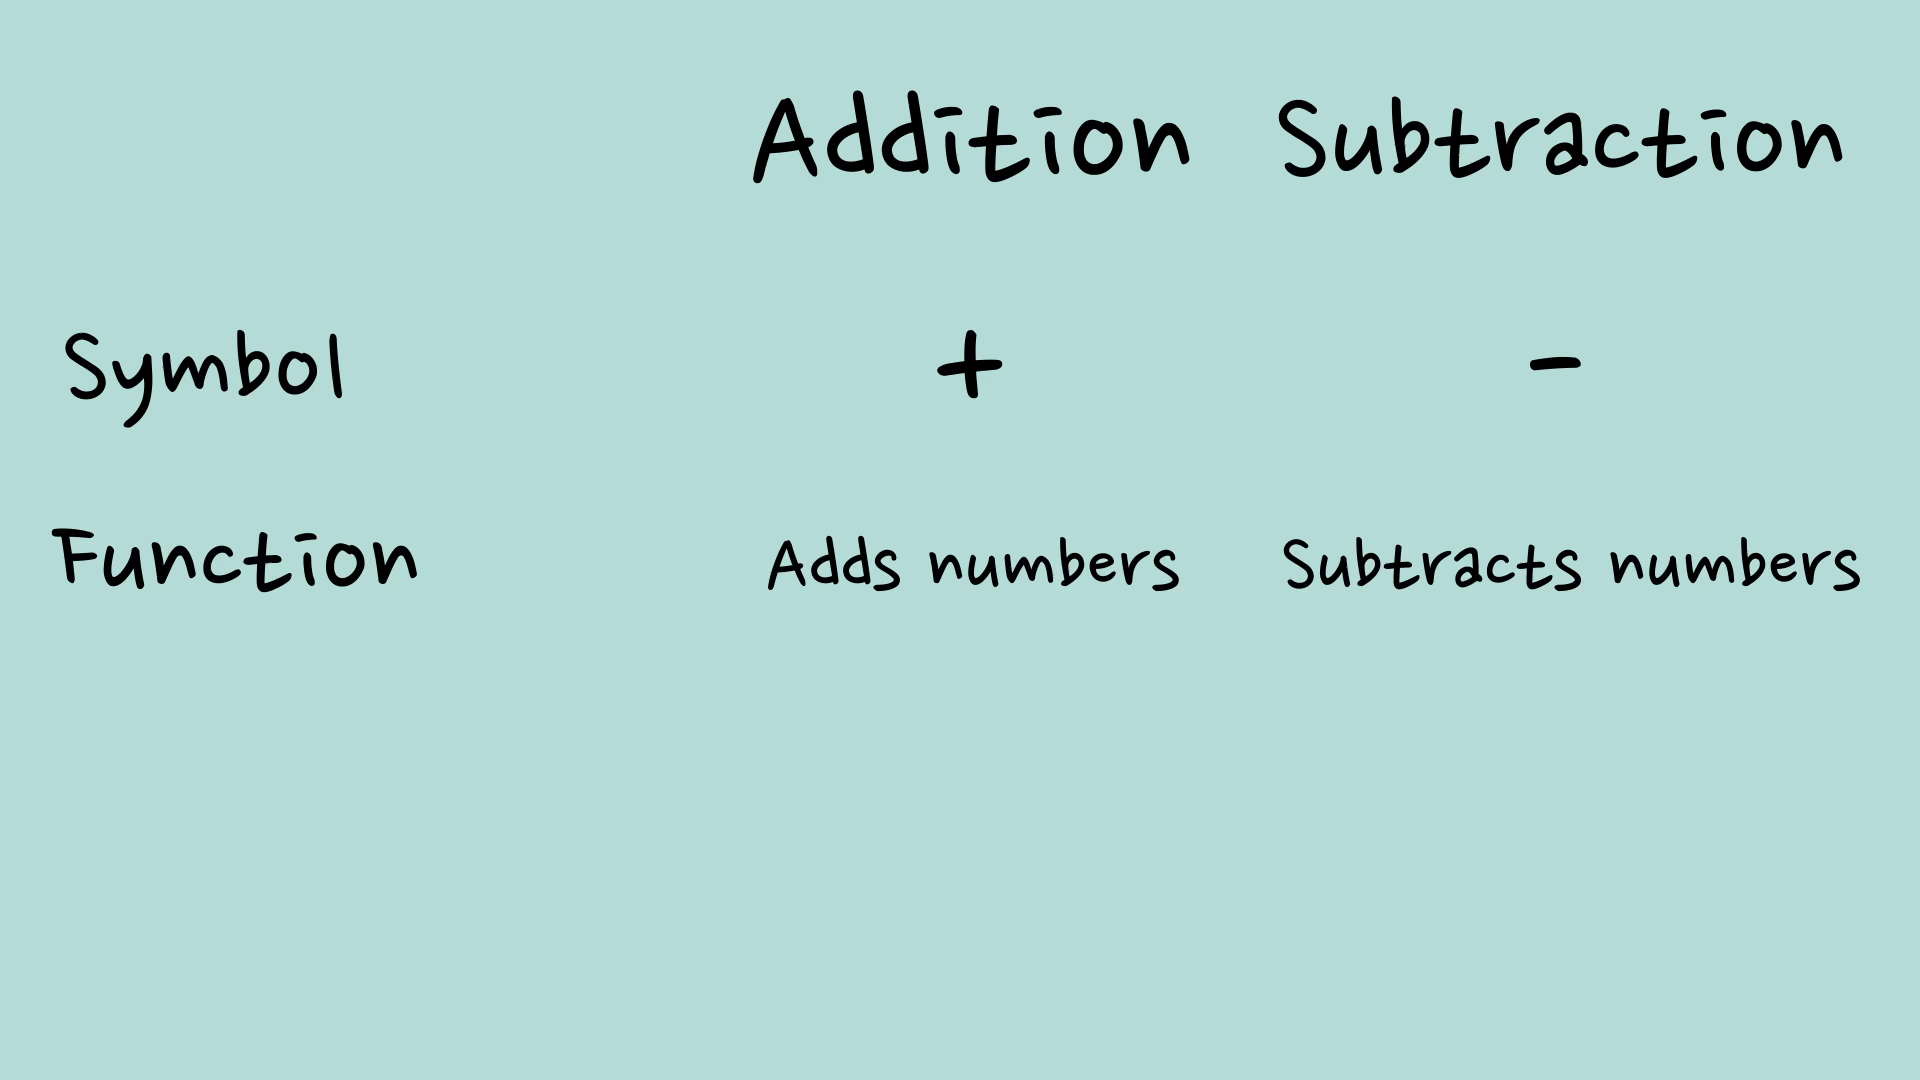 Addition Subtraction
Symbol + -
Function Adds numbers Subtracts numbers